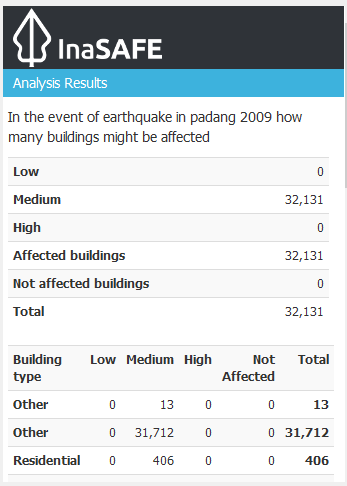 InaSAFE
Analysis Results
In the event of earthquake in padang 2009 how
many buildings might be affected
Low 0
Medium 32,131
High 0
Affected buildings 32,131
Not affected buildings 0
Total 32,131
Building type Low Medium High Not Affected Total
Other 0 13 0 0 13
Other 0 31,712 0 0 31,712
Residential 0 406 0 0 406